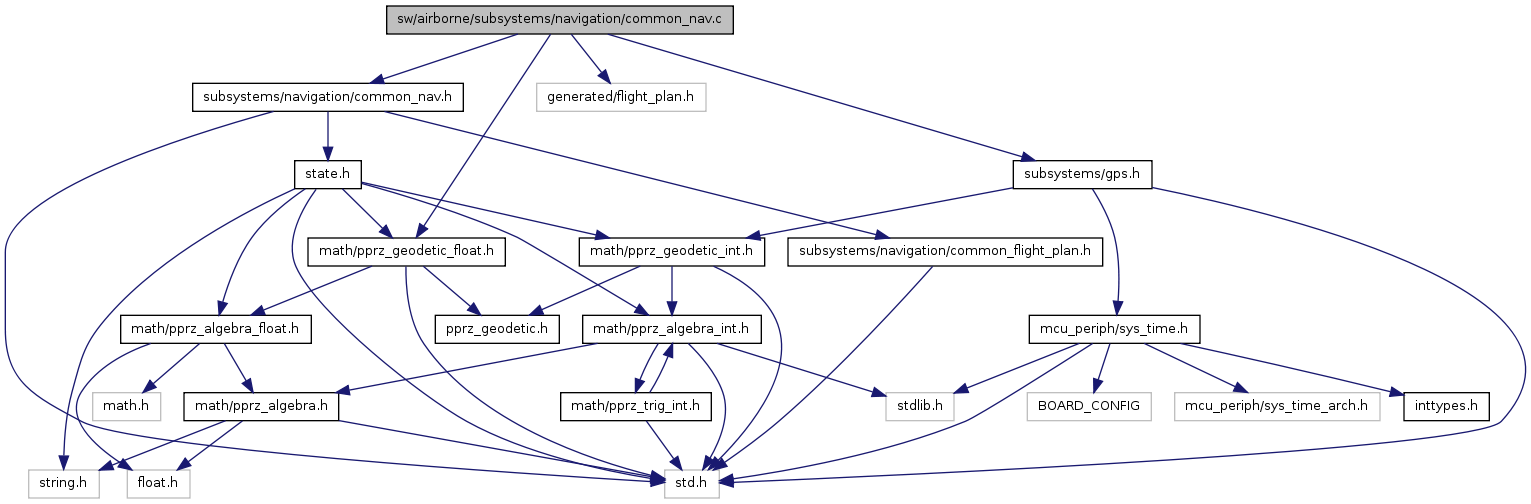 sw/airborne/subsystems/navigation/common_nav.c
subsystems/navigation/common_nav.h
generated/flight_plan.h
state.h
subsystems/gps.h
math/pprz_geodetic_float.h
math/pprz_geodetic_int.h
subsystems/navigation/common_flight_plan.h
math/pprz_algebra_float.h
pprz_geodetic.h
math/pprz_algebra_int.h
mcu_periph/sys_time.h
math.h
math/pprz_algebra.h
math/pprz_trig_int.h
stdlib.h
BOARD_CONFIG
mcu_periph/sys_time_arch.h
inttypes.h
string.h
float.h
std.h